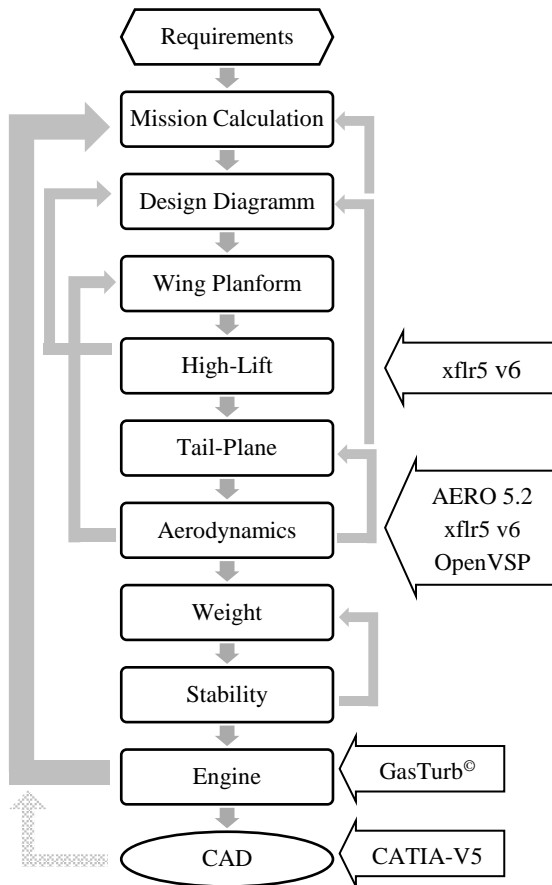 Requirements
Mission Calculation
Design Diagramm
Wing Planform
High-Lift
xflr5 v6
Tail-Plane
Aerodynamics
AERO 5.2
xflr5 v6
OpenVSP
Weight
Stability
Engine
GasTurb©
CAD
CATIA-V5